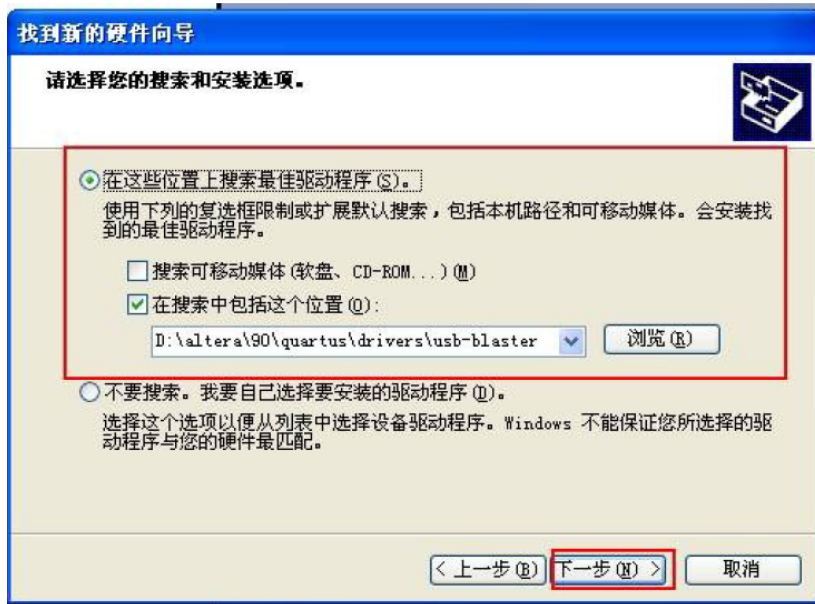 找到新的硬件向导
请选择您的搜索和安装选项。
在这些位置上搜索最佳驱动程序(S)。
使用下列的复选框限制或扩展默认搜索，包括本机路径和可移动媒体。会安装找
到的最佳驱动程序。
搜索可移动媒体(软盘、CD-ROM...)(M)
在搜索中包括这个位置(O):
D:\altera\90\quartus\drivers\usb-blaster
浏览(R)
不要搜索。我要自己选择要安装的驱动程序(D)。
选择这个选项以便从列表中选择设备驱动程序。Windows 不能保证您所选择的驱
动程序与您的硬件最匹配。
< 上一步(B) 下一步(N) > 取消